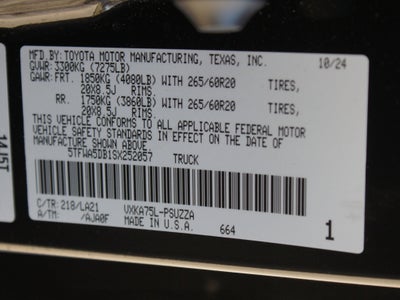 MFD.BY:TOYOTA MOTOR MANUFACTURING, TEXAS, INC. 10/24
GVWR: 3300KG (7275LB)
GAWR:FRT. 1850KG (4080LB) WITH 265/60R20 TIRES,
20X8.5J RIMS,
RR. 1750KG (3860LB) WITH 265/60R20 TIRES,
20X8.5J RIMS,
THIS VEHICLE CONFORMS TO ALL APPLICABLE FEDERAL MOTOR
VEHICLE SAFETY STANDARDS IN EFFECT ON THE DATE OF
MANUFACTURE SHOWN ABOVE.
5TFWA5DB1SX252057 TRUCK
C/TR:218/LA21 VXKA75L-PSUZZA
A/TM: /AJA0F MADE IN U.S.A. 664 1
1415T